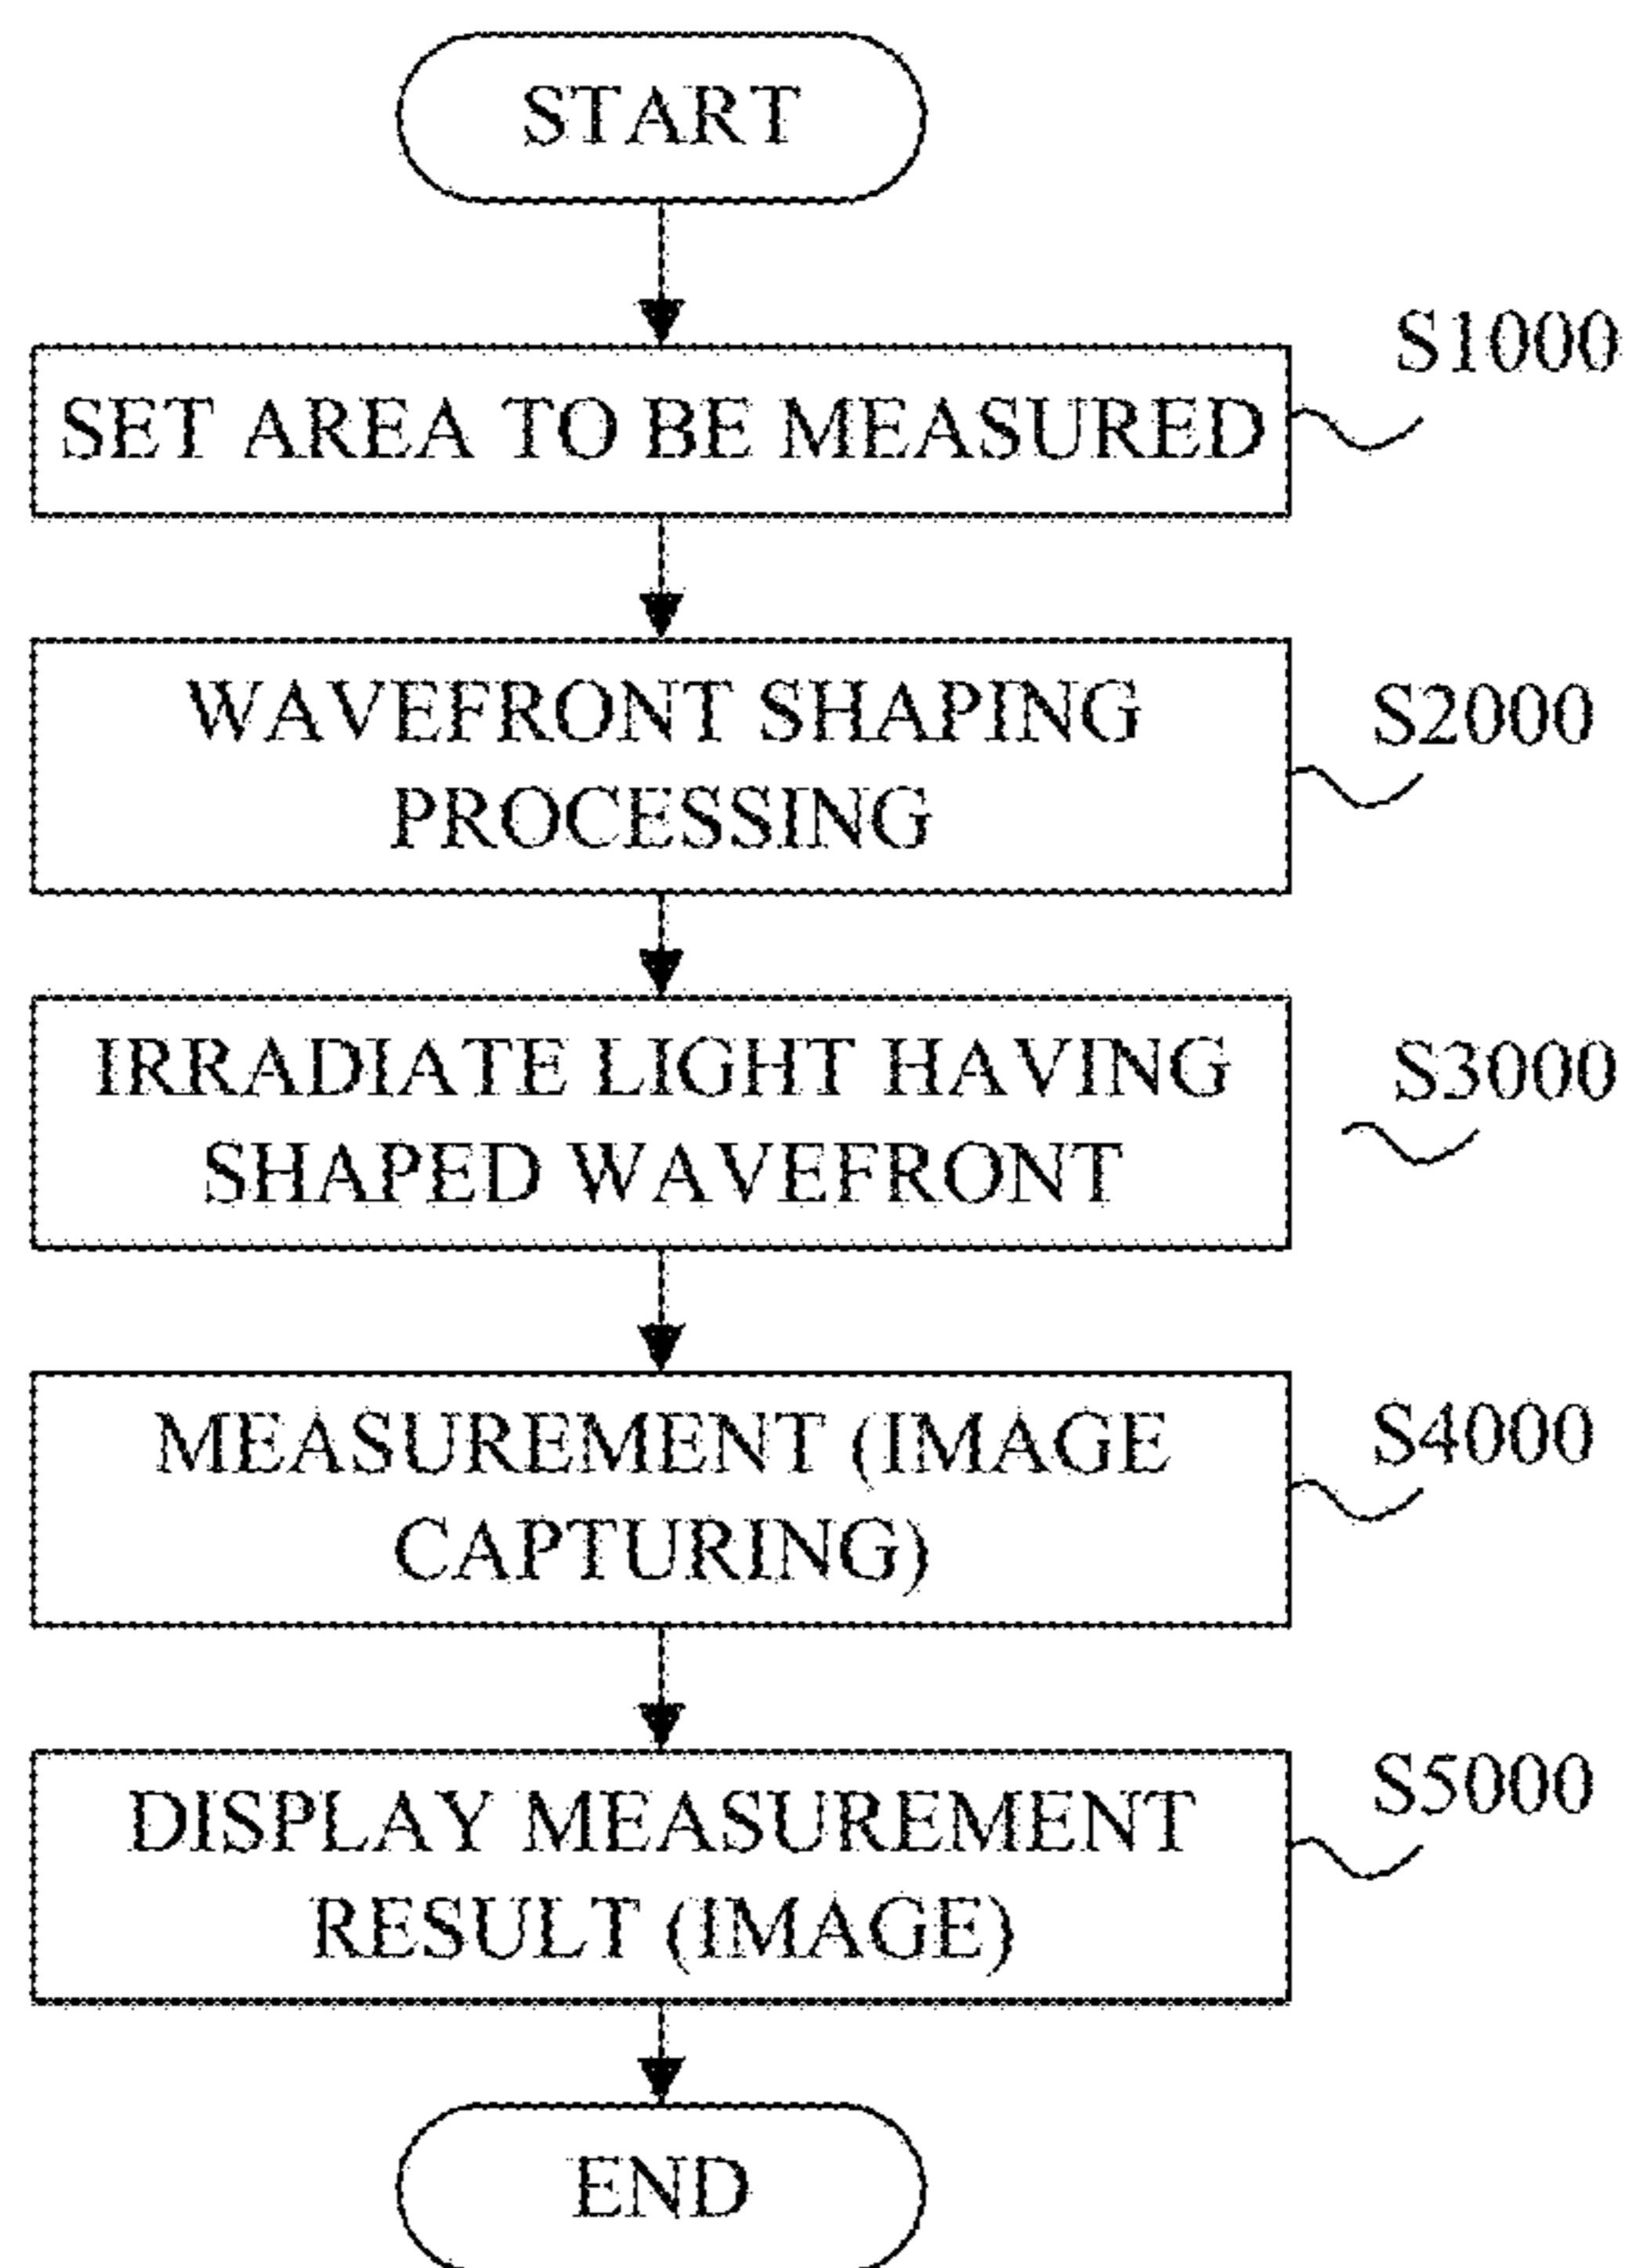 START
S1000
SET AREA TO BE MEASURED
WAVEFRONT SHAPING
PROCESSING
S2000
IRRADIATE LIGHT HAVING
SHAPED WAVEFRONT
S3000
MEASUREMENT (IMAGE
CAPTURING)
S4000
DISPLAY MEASUREMENT
RESULT (IMAGE)
S5000
END